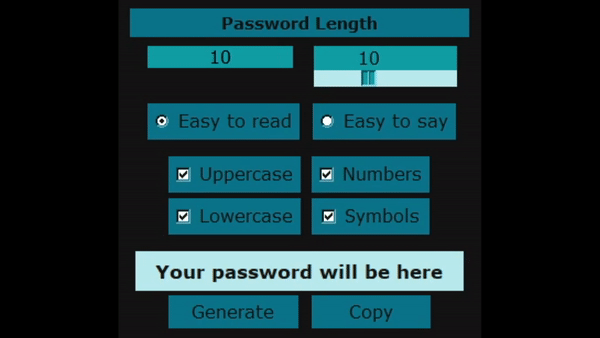 Password Length
10 10
Easy to read Easy to say
Uppercase Numbers
Lowercase Symbols
Your password will be here
Generate Copy